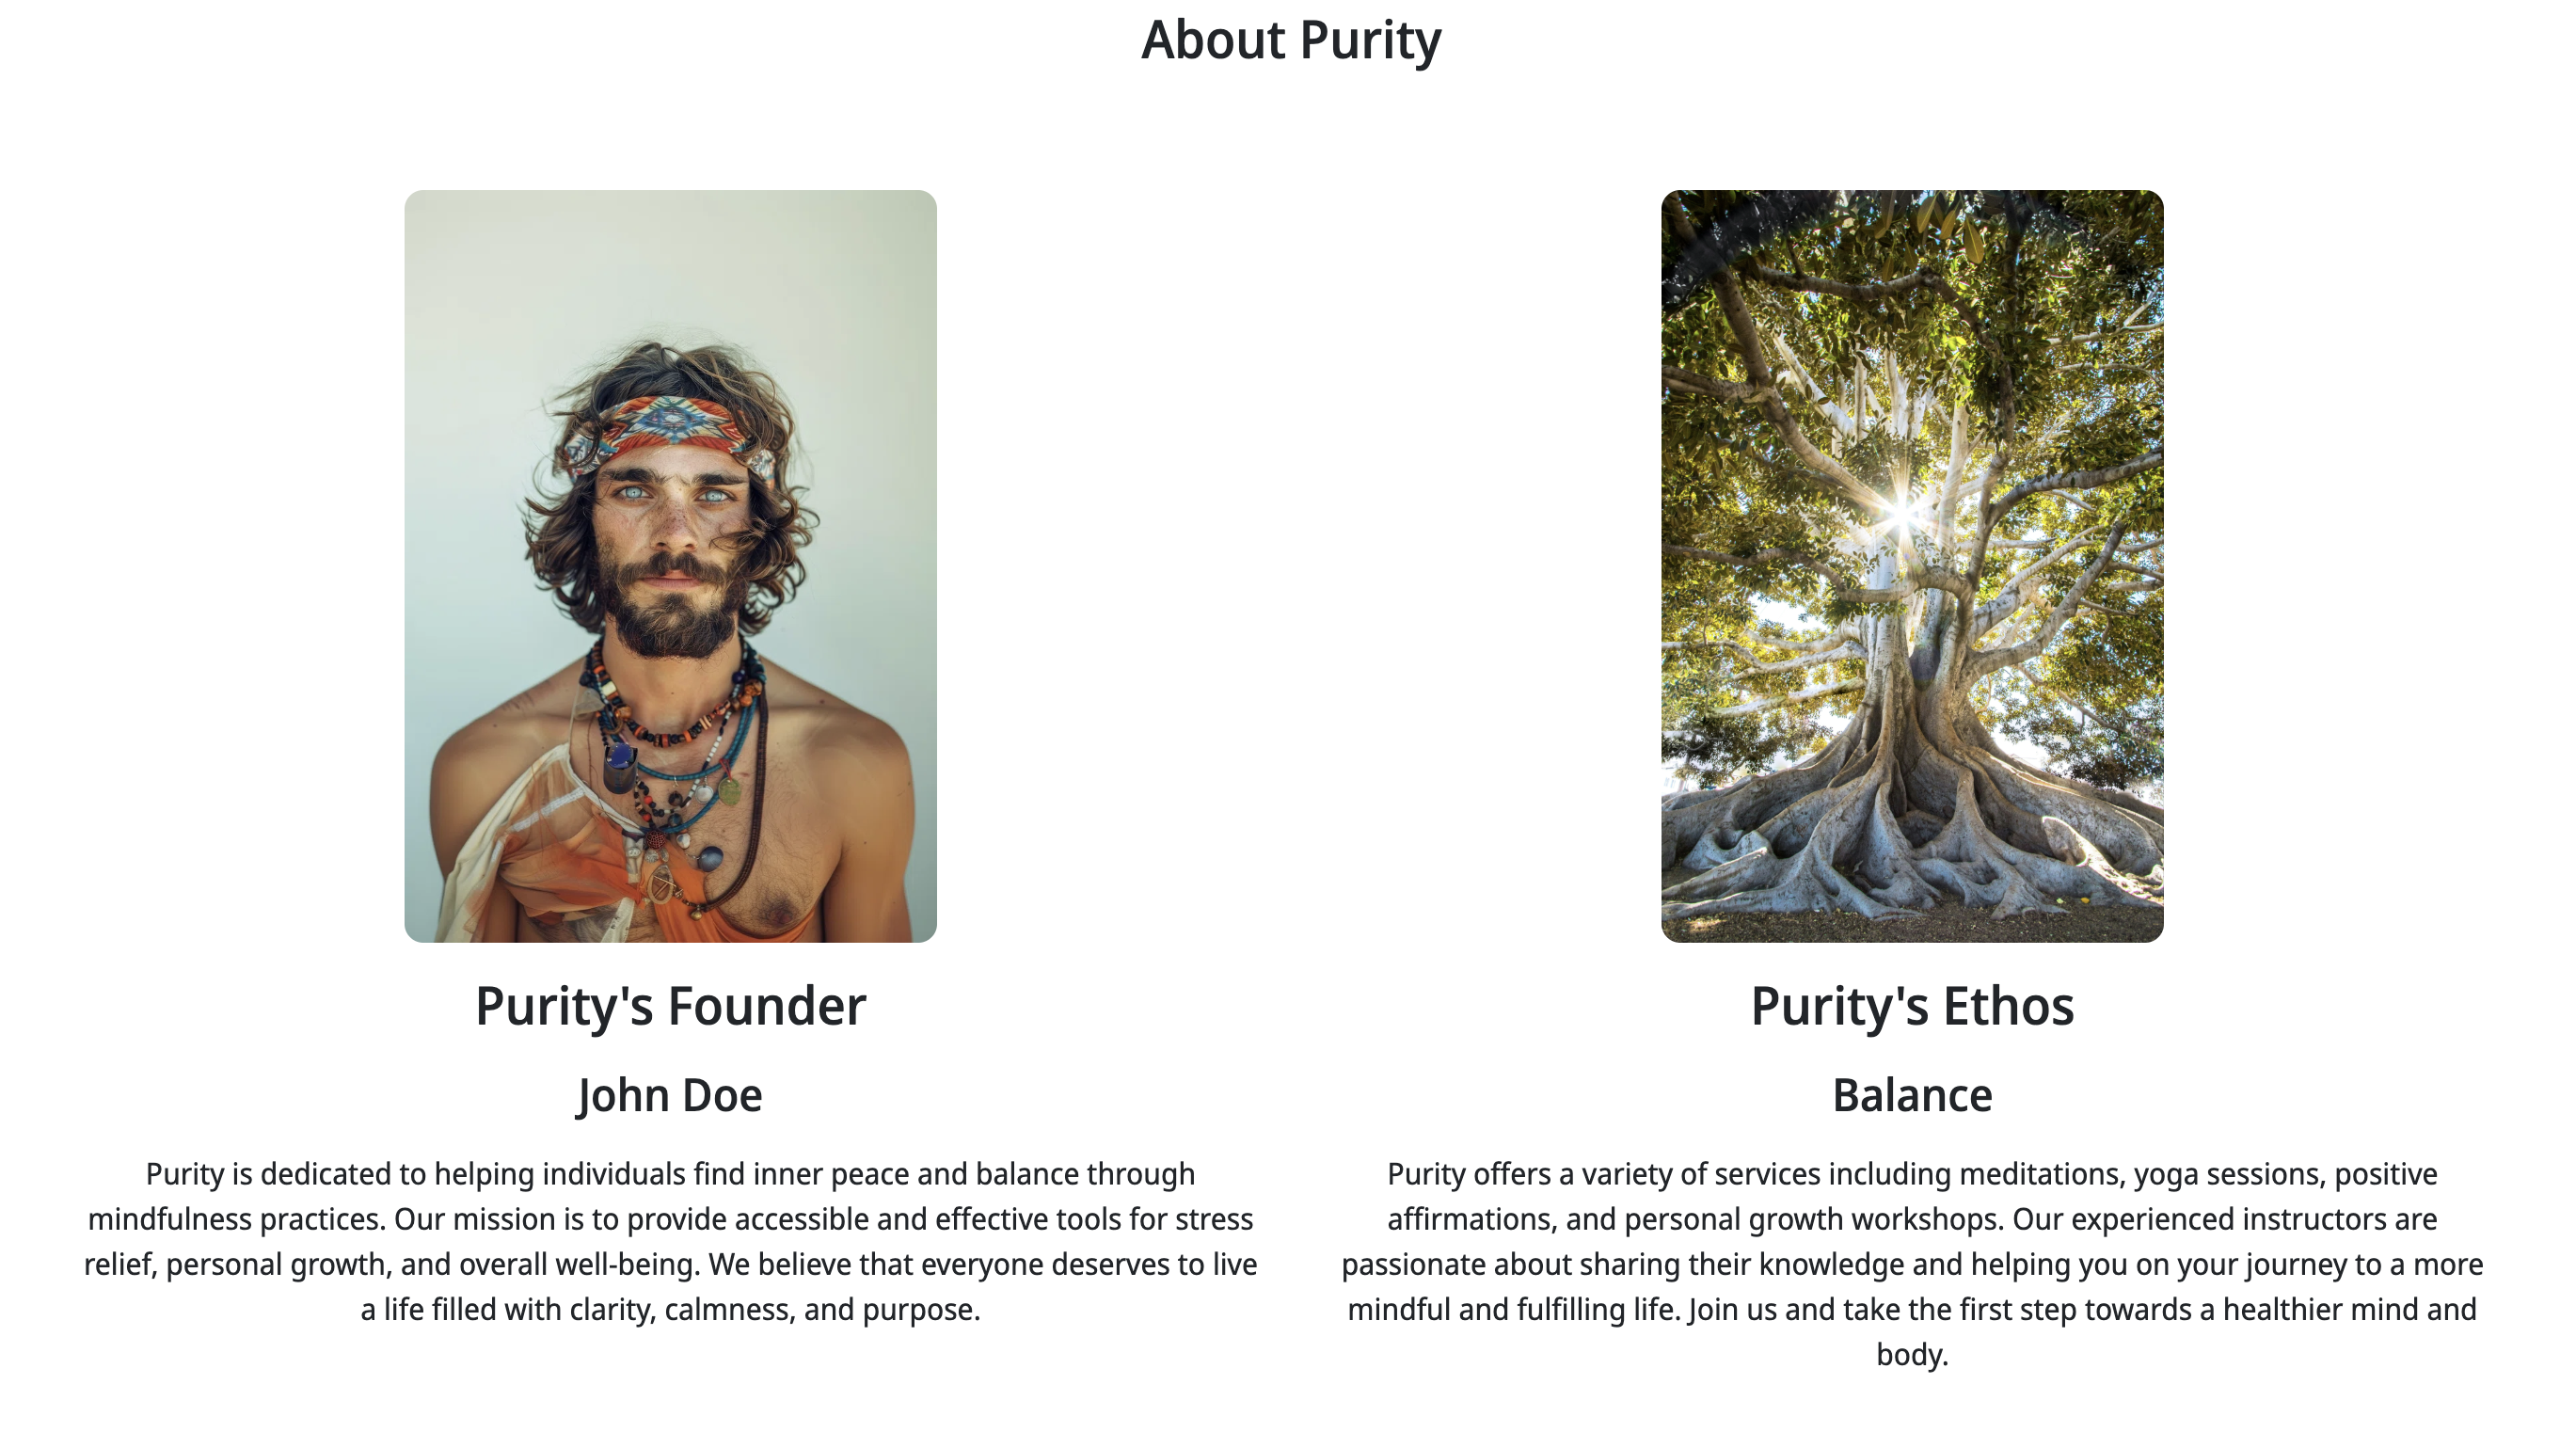 About Purity
Purity's Founder
John Doe
Purity is dedicated to helping individuals find inner peace and balance through
mindfulness practices. Our mission is to provide accessible and effective tools for stress
relief, personal growth, and overall well-being. We believe that everyone deserves to live
a life filled with clarity, calmness, and purpose.
Purity's Ethos
Balance
Purity offers a variety of services including meditations, yoga sessions, positive
affirmations, and personal growth workshops. Our experienced instructors are
passionate about sharing their knowledge and helping you on your journey to a more
mindful and fulfilling life. Join us and take the first step towards a healthier mind and
body.